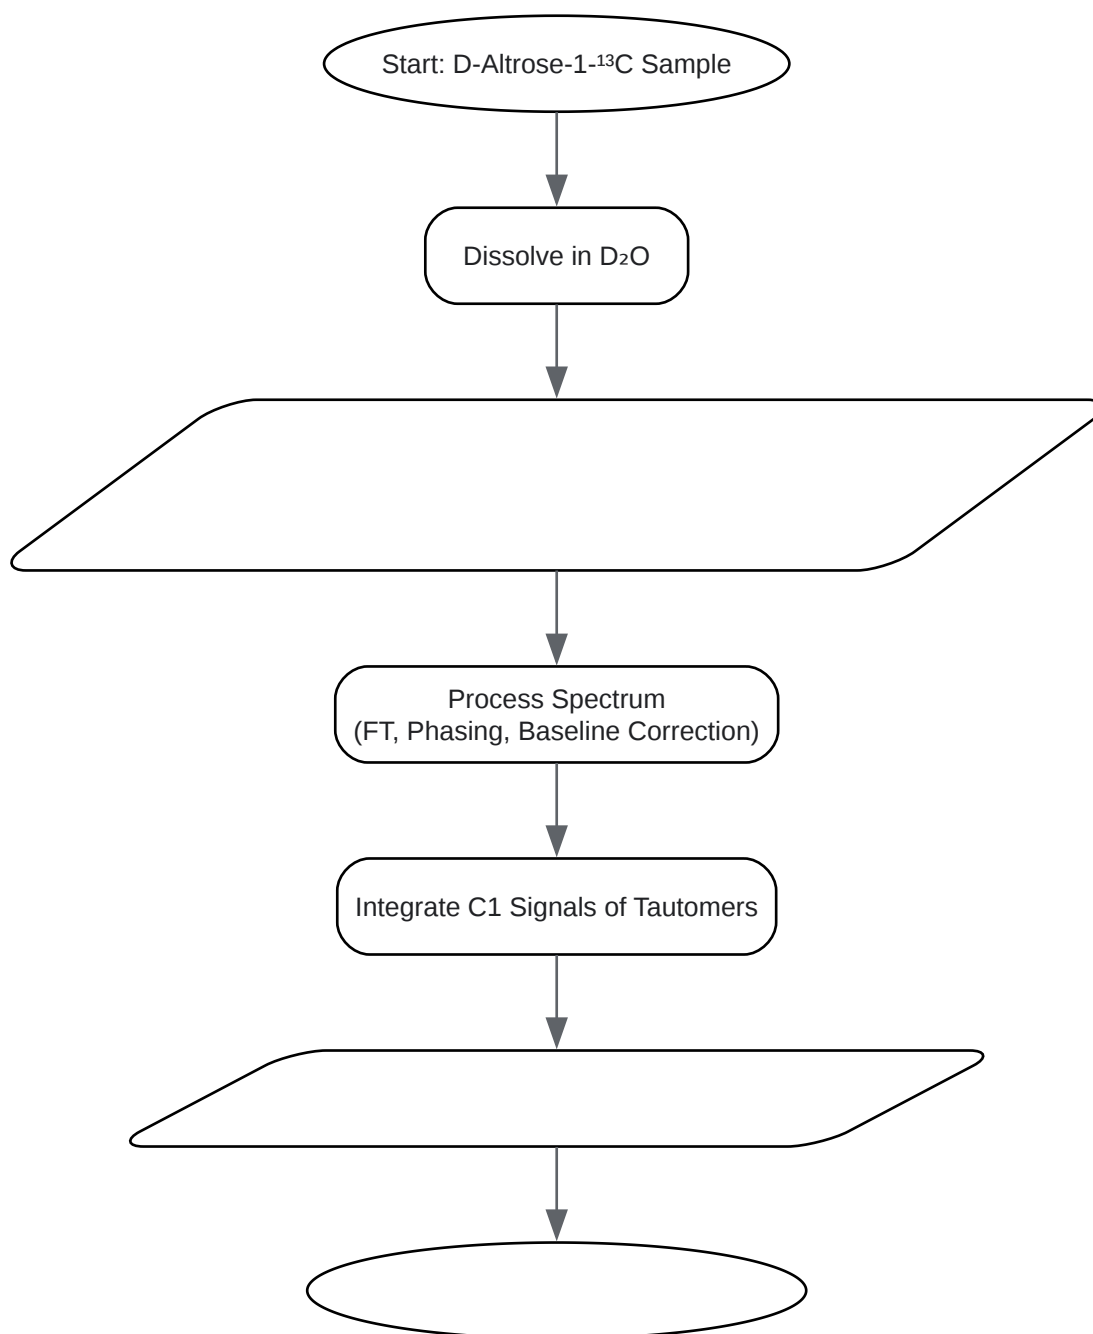 Start: D-Altrose-1-¹³C Sample
Dissolve in D₂O
Process Spectrum
(FT, Phasing, Baseline Correction)
Integrate C1 Signals of Tautomers